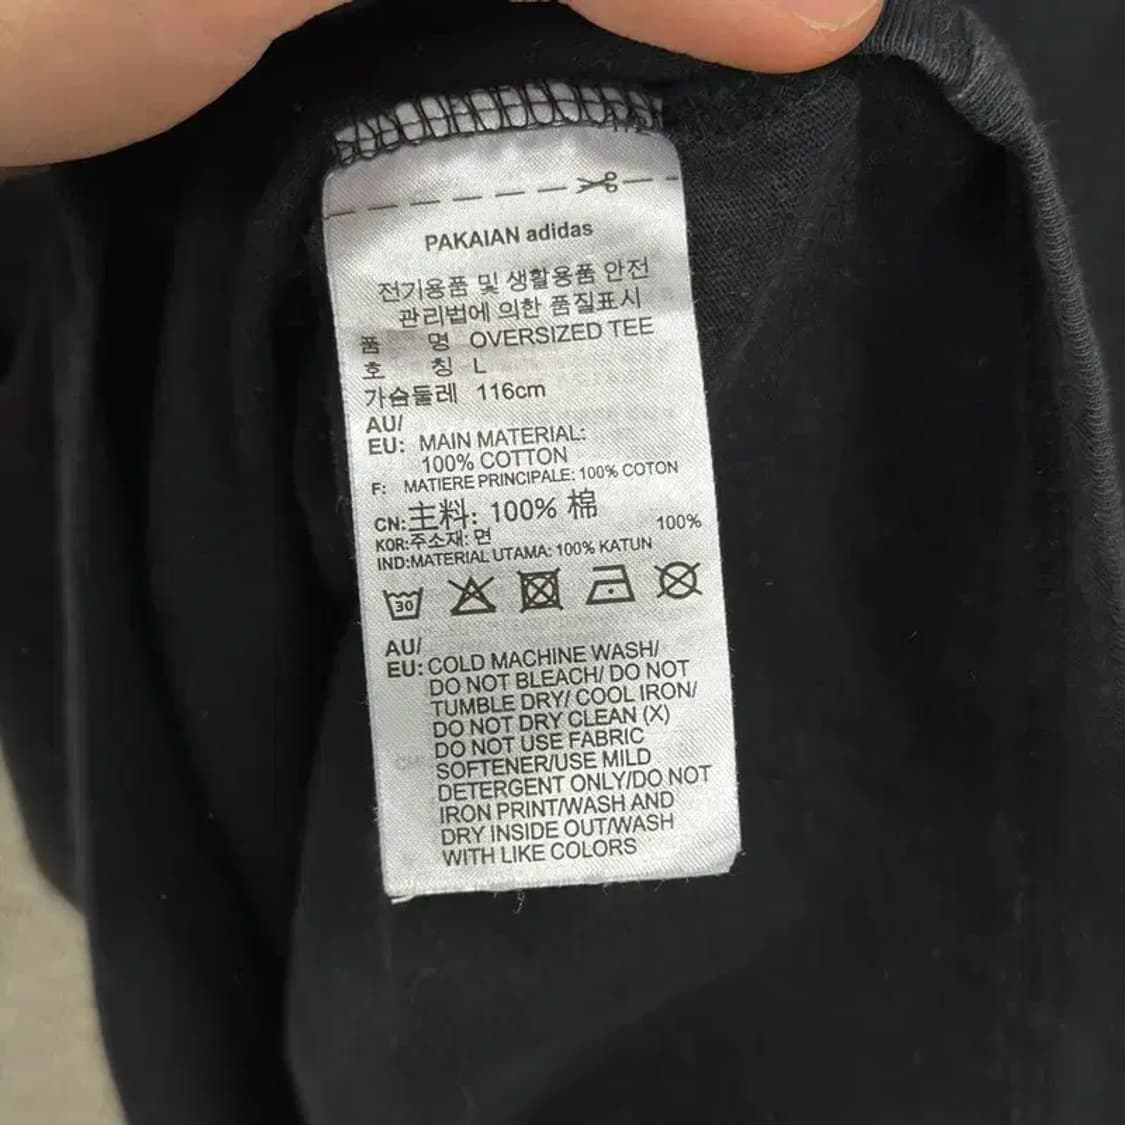 PAKAIAN adidas
전기용품 및 생활용품 안전
관리법에 의한 품질표시
품 명 OVERSIZED TEE
호 칭 L
가슴둘레 116cm
AU/
EU: MAIN MATERIAL:
100% COTTON
F: MATIERE PRINCIPALE: 100% COTON
CN:主料: 100% 棉
KOR:주소재: 면 100%
IND:MATERIAL UTAMA: 100% KATUN
30
AU/
EU: COLD MACHINE WASH/
DO NOT BLEACH/ DO NOT
TUMBLE DRY/ COOL IRON/
DO NOT DRY CLEAN (X)
DO NOT USE FABRIC
SOFTENER/USE MILD
DETERGENT ONLY/DO NOT
IRON PRINT/WASH AND
DRY INSIDE OUT/WASH
WITH LIKE COLORS